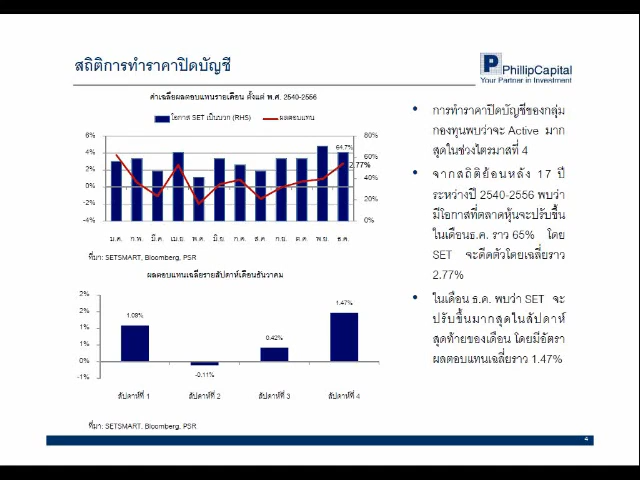 สถิติการทำราคาปิดบัญชี
P PhillipCapital
Your Partner in Investment
ค่าเฉลี่ยผลตอบแทนรายเดือน ตั้งแต่ พ.ศ. 2540-2556
โอกาส SET เป็นบวก (RHS) ผลตอบแทน
6% 80%
4% 64.7% 60%
2.77%
2% 40%
0%
-2% 20%
-4% 0%
ม.ค. ก.พ. มี.ค. เม.ย. พ.ค. มิ.ย. ก.ค. ส.ค. ก.ย. ต.ค. พ.ย. ธ.ค.
ที่มา: SETSMART, Bloomberg, PSR
ผลตอบแทนเฉลี่ยรายสัปดาห์เดือนธันวาคม
2%
2% 1.47%
1% 1.08%
1% 0.42%
0%
-1% -0.11%
สัปดาห์ที่ 1 สัปดาห์ที่ 2 สัปดาห์ที่ 3 สัปดาห์ที่ 4
ที่มา: SETSMART, Bloomberg, PSR
• การทำราคาปิดบัญชีของกลุ่ม
กองทุนพบว่าจะ Active มาก
สุดในช่วงไตรมาสที่ 4
• จากสถิติย้อนหลัง 17 ปี
ระหว่างปี 2540-2556 พบว่า
มีโอกาสที่ตลาดหุ้นจะปรับขึ้น
ในเดือนธ.ค. ราว 65% โดย
SET จะดีดตัวโดยเฉลี่ยราว
2.77%
• ในเดือน ธ.ค. พบว่า SET จะ
ปรับขึ้นมากสุดในสัปดาห์
สุดท้ายของเดือน โดยมีอัตรา
ผลตอบแทนเฉลี่ยราว 1.47%
4